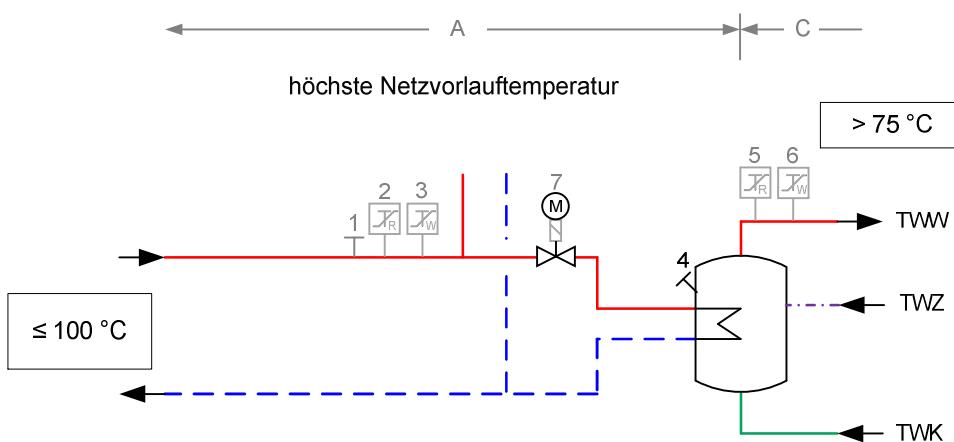 A C
höchste Netzvorlauftemperatur
> 75 °C
5 6
2 3 7
R W M R W
1
TWW
4
TWZ
≤ 100 °C
TWK